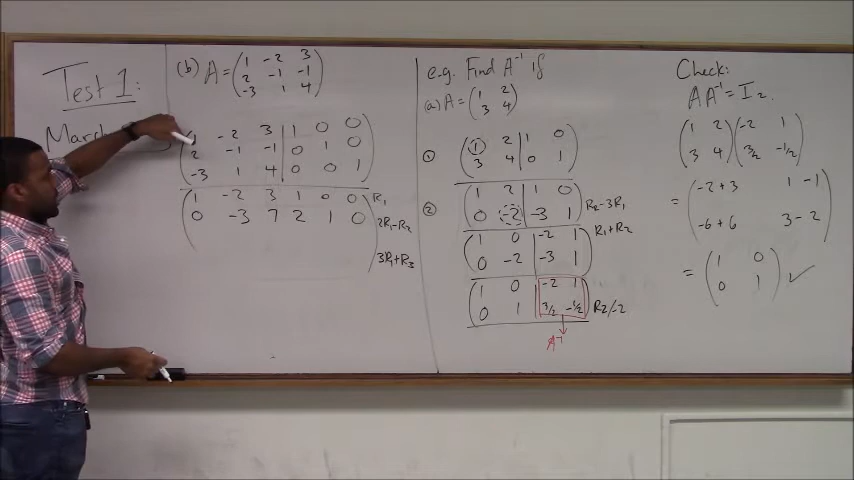 Test 1:
March
(b) A = ( 1 -2 3
2 -1 -1
-3 1 4 )
( 1 -2 3 | 1 0 0
2 -1 -1 | 0 1 0
-3 1 4 | 0 0 1 )
( 1 -2 3 1 0 0 R₁
0 -3 7 2 1 0 ) 2R₁-R₂
3R₁+R₃
e.g. Find A⁻¹ if
(a) A = ( 1 2
3 4 )
① ( 1 2 | 1 0
3 4 | 0 1 )
② ( 1 2 | 1 0
0 -2 | -3 1 ) R₂-3R₁
( 1 0 | -2 1 R₁+R₂
0 -2 | -3 1 )
( 1 0 | -2 1
0 1 | 3/2 -1/2 ) R₂/-2
A⁻¹
Check:
AA⁻¹ = I₂.
( 1 2 ) ( -2 1
3 4 ) ( 3/2 -1/2 )
= ( -2+3 1-1
-6+6 3-2 )
= ( 1 0
0 1 ) ✓